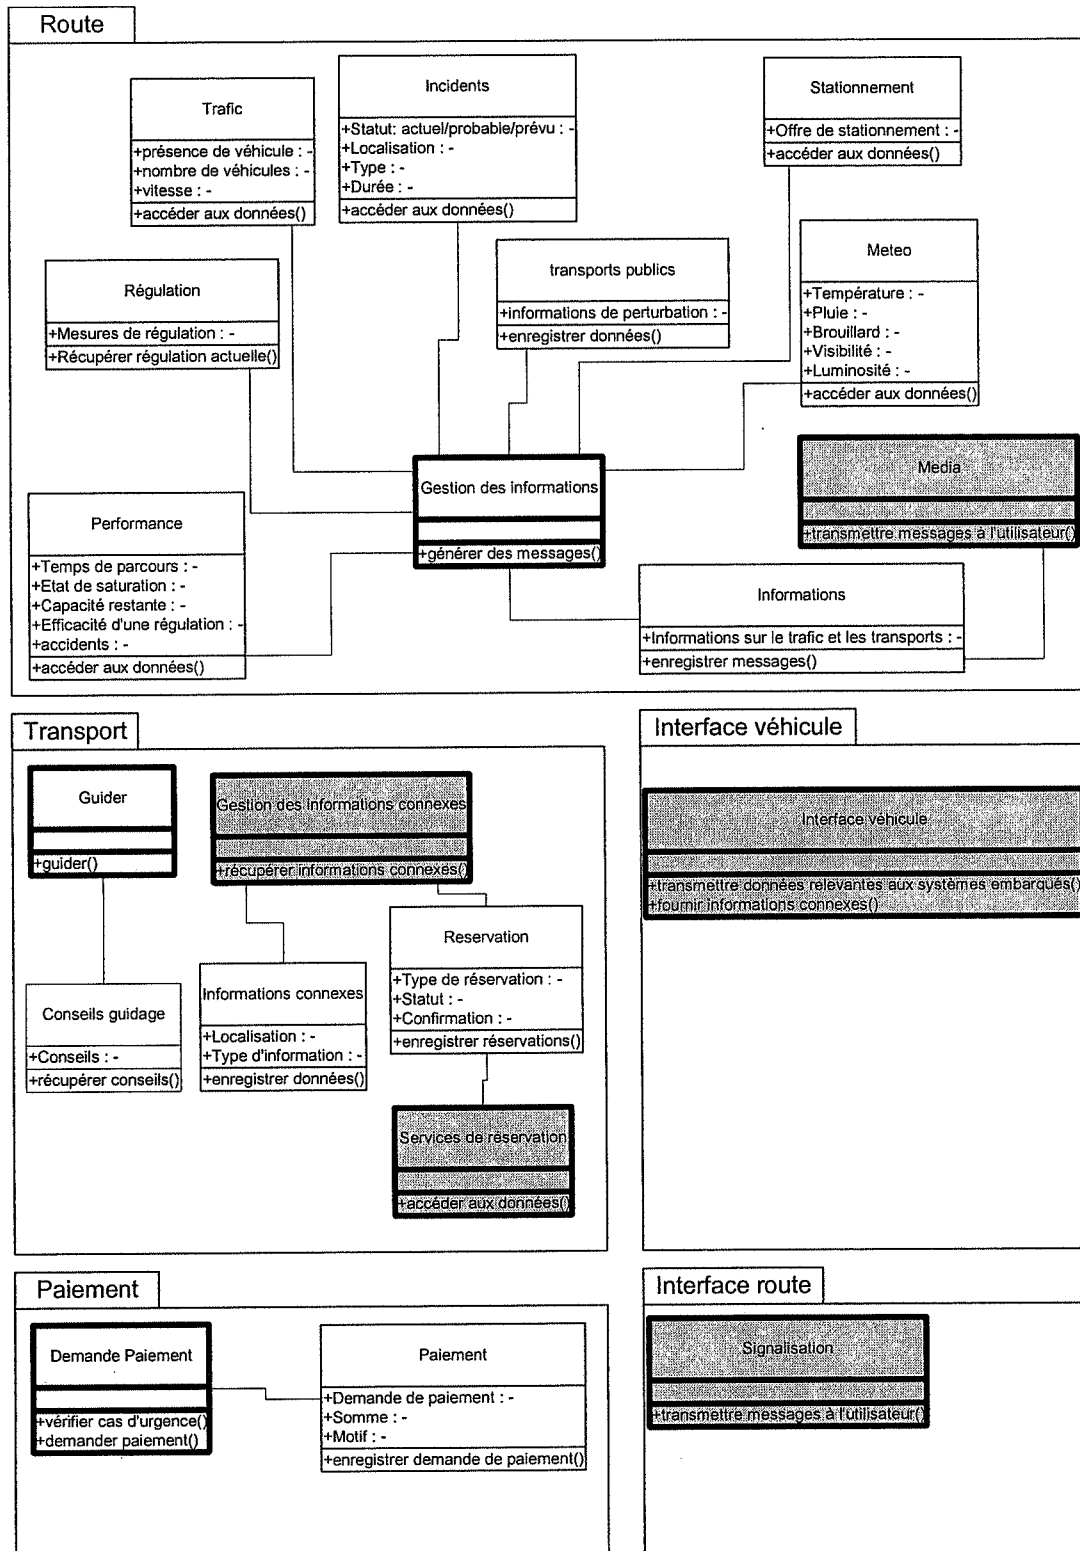 Route
Trafic
+présence de véhicule : -
+nombre de véhicules : -
+vitesse : -
+accéder aux données()
Incidents
+Statut: actuel/probable/prévu : -
+Localisation : -
+Type : -
+Durée : -
+accéder aux données()
Stationnement
+Offre de stationnement : -
+accéder aux données()
Régulation
+Mesures de régulation : -
+Récupérer régulation actuelle()
transports publics
+informations de perturbation : -
+enregistrer données()
Meteo
+Température : -
+Pluie : -
+Brouillard : -
+Visibilité : -
+Luminosité : -
+accéder aux données()
Gestion des informations
+générer des messages()
Media
+transmettre messages à l'utilisateur()
Performance
+Temps de parcours : -
+Etat de saturation : -
+Capacité restante : -
+Efficacité d'une régulation : -
+accidents : -
+accéder aux données()
Informations
+Informations sur le trafic et les transports : -
+enregistrer messages()
Transport
Guider
+guider()
Gestion des informations connexes
+récupérer informations connexes()
Conseils guidage
+Conseils : -
+récupérer conseils()
Informations connexes
+Localisation : -
+Type d'information : -
+enregistrer données()
Reservation
+Type de réservation : -
+Statut : -
+Confirmation : -
+enregistrer réservations()
Services de réservation
+accéder aux données()
Interface véhicule
Interface véhicule
+transmettre données relevantes aux systèmes embarqués()
+fournir informations connexes()
Paiement
Demande Paiement
+vérifier cas d'urgence()
+demander paiement()
Paiement
+Demande de paiement : -
+Somme : -
+Motif : -
+enregistrer demande de paiement()
Interface route
Signalisation
+transmettre messages à l'utilisateur()